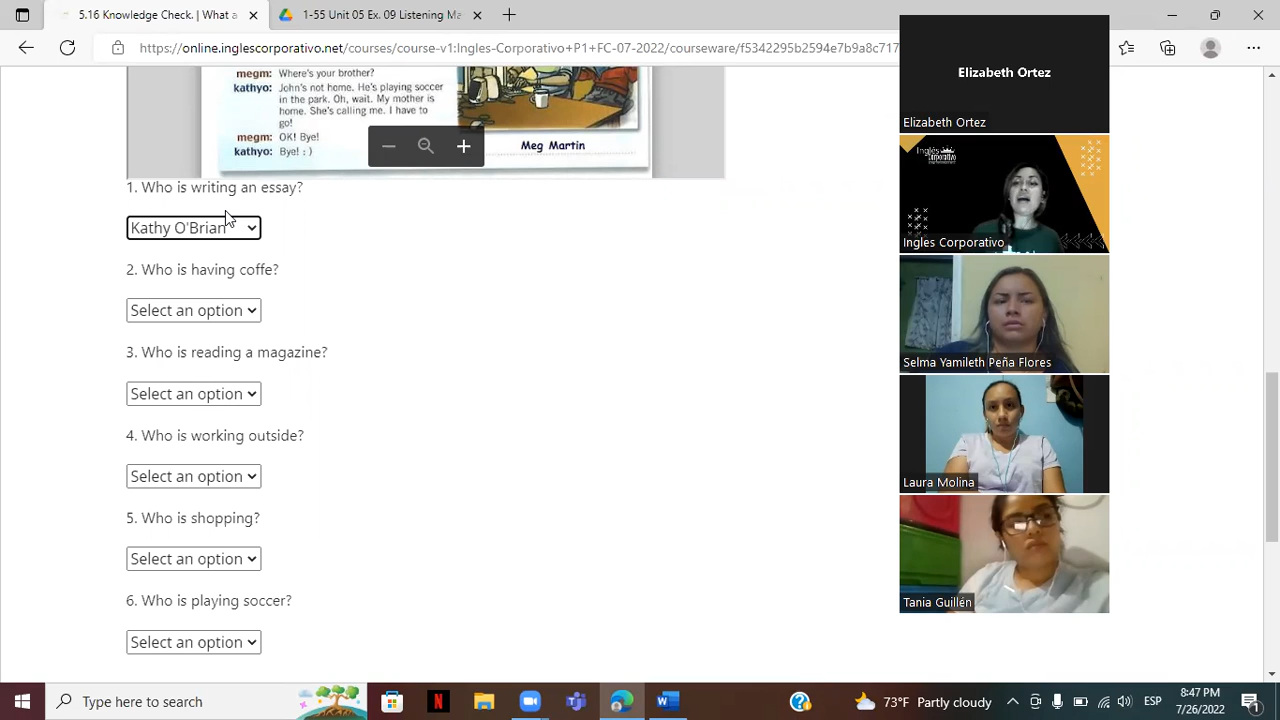 5.16 Knowledge Check | Unit 5:
1-55 Unit 05 E. 09 Listening.Ma
https://online.inglescorporativo.net/courses/course-v1:Ingles-Corporativo+P1+FC-07-2022/courseware/f5342295b2594e7b9a8c717
megm: Where's your brother?
kathyo: John's not home. He's playing soccer
in the park. Oh, wait. My mother is
home. She's calling me. I have to
go!
megm: OK! Bye!
kathyo: Bye! : )
Meg Martin
1. Who is writing an essay?
Kathy O'Brian
2. Who is having coffe?
Select an option
3. Who is reading a magazine?
Select an option
4. Who is working outside?
Select an option
5. Who is shopping?
Select an option
6. Who is playing soccer?
Select an option
Elizabeth Ortez
Elizabeth Ortez
Inglés
corporativo
Ingles Corporativo
Selma Yamileth Peña Flores
Laura Molina
Tania Guillén
Type here to search
73°F Partly cloudy
ESP
8:47 PM
7/26/2022